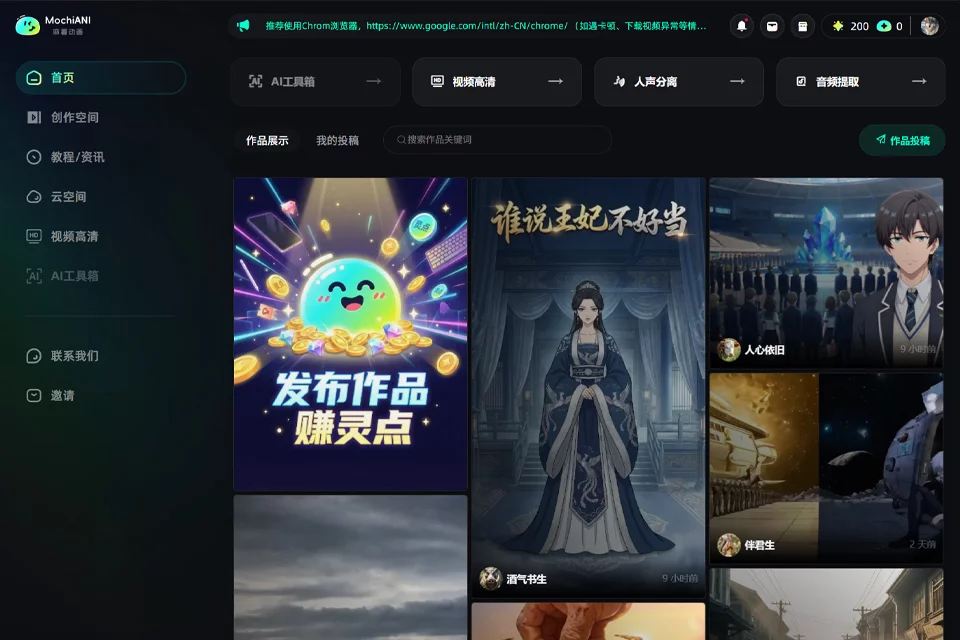 MochiANI
推荐使用Chrom浏览器，https://www.google.com/intl/zh-CN/chrome/（如遇卡顿、下载视频异常等情...
200
0
首页
创作空间
教程/资讯
云空间
HD 视频高清
AI AI工具箱
联系我们
邀请
AI AI工具箱
HD 视频高清
人声分离
音频提取
作品展示
我的投稿
搜索作品关键词
作品投稿
灵点
发布作品
赚灵点
谁说王妃不好当
酒气书生
9 小时前
人心依旧
9 小时前
伴君生
2 天前